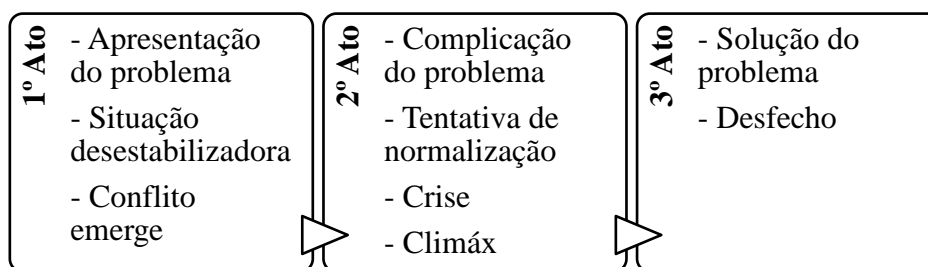 1º Ato
- Apresentação
do problema
- Situação
desestabilizadora
- Conflito
emerge
2º Ato
- Complicação
do problema
- Tentativa de
normalização
- Crise
- Climáx
3º Ato
- Solução do
problema
- Desfecho